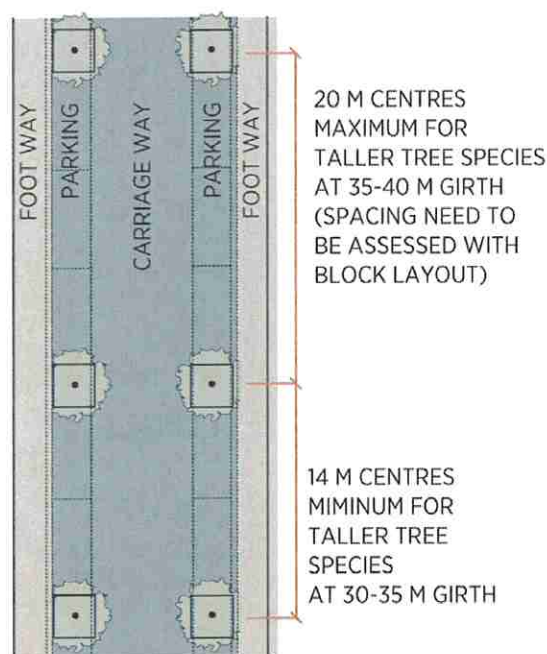 FOOT WAY
PARKING
CARRIAGE WAY
PARKING
FOOT WAY
20 M CENTRES
MAXIMUM FOR
TALLER TREE SPECIES
AT 35-40 M GIRTH
(SPACING NEED TO
BE ASSESSED WITH
BLOCK LAYOUT)
14 M CENTRES
MIMINUM FOR
TALLER TREE
SPECIES
AT 30-35 M GIRTH